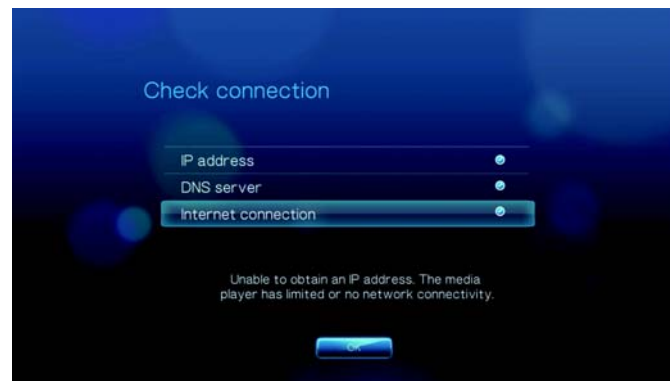 Check connection
IP address
DNS server
Internet connection
Unable to obtain an IP address. The media
player has limited or no network connectivity.
OK